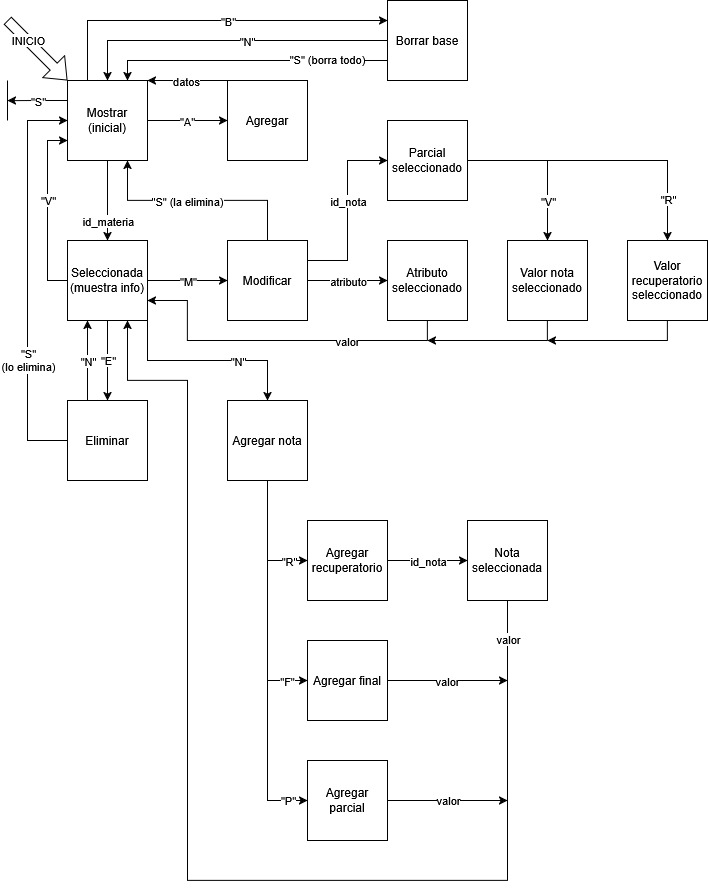 "B"
INICIO
"N"
Borrar base
"S" (borra todo)
datos
"S"
Mostrar
(inicial)
"A"
Agregar
Parcial
seleccionado
"V"
"S" (la elimina)
id_nota
"V"
"R"
id_materia
Seleccionada
(muestra info)
"M"
Modificar
atributo
Atributo
seleccionado
Valor nota
seleccionado
Valor
recuperatorio
seleccionado
valor
"S"
(lo elimina)
"N"
"E"
"N"
Eliminar
Agregar nota
"R"
Agregar
recuperatorio
id_nota
Nota
seleccionada
valor
"F"
Agregar final
valor
"P"
Agregar
parcial
valor